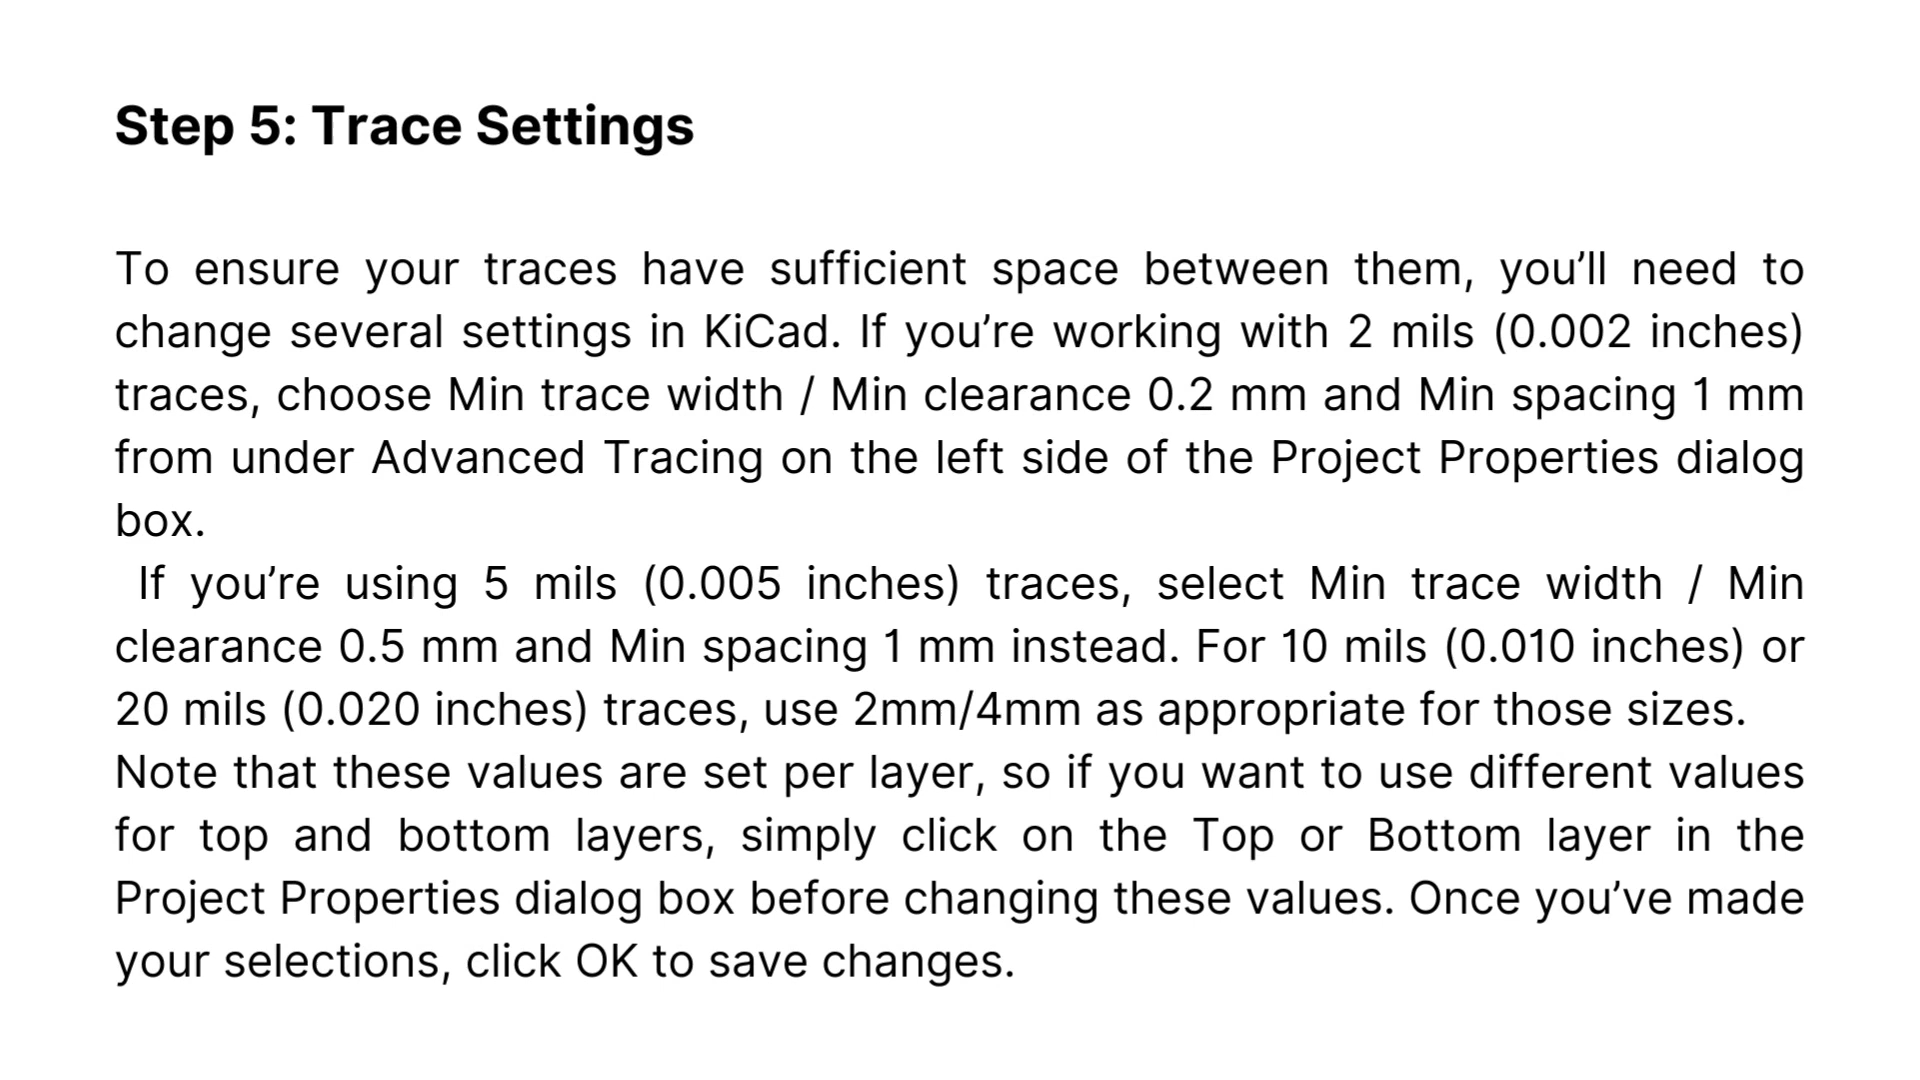 Step 5: Trace Settings
To ensure your traces have sufficient space between them, you’ll need to
change several settings in KiCad. If you’re working with 2 mils (0.002 inches)
traces, choose Min trace width / Min clearance 0.2 mm and Min spacing 1 mm
from under Advanced Tracing on the left side of the Project Properties dialog
box.
If you’re using 5 mils (0.005 inches) traces, select Min trace width / Min
clearance 0.5 mm and Min spacing 1 mm instead. For 10 mils (0.010 inches) or
20 mils (0.020 inches) traces, use 2mm/4mm as appropriate for those sizes.
Note that these values are set per layer, so if you want to use different values
for top and bottom layers, simply click on the Top or Bottom layer in the
Project Properties dialog box before changing these values. Once you’ve made
your selections, click OK to save changes.